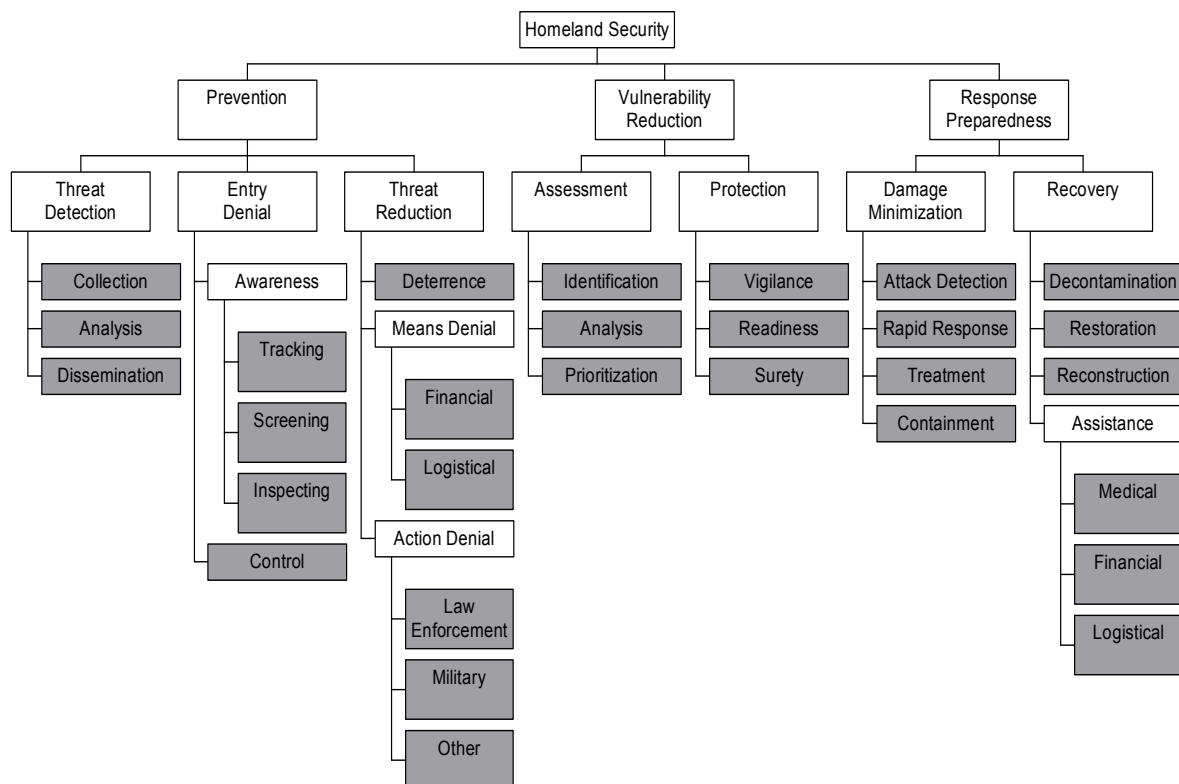 Homeland Security
Prevention
Vulnerability
Reduction
Response
Preparedness
Threat
Detection
Entry
Denial
Threat
Reduction
Assessment
Protection
Damage
Minimization
Recovery
Collection
Analysis
Dissemination
Awareness
Tracking
Screening
Inspecting
Control
Deterrence
Means Denial
Financial
Logistical
Action Denial
Law
Enforcement
Military
Other
Identification
Analysis
Prioritization
Vigilance
Readiness
Surety
Attack Detection
Rapid Response
Treatment
Containment
Decontamination
Restoration
Reconstruction
Assistance
Medical
Financial
Logistical